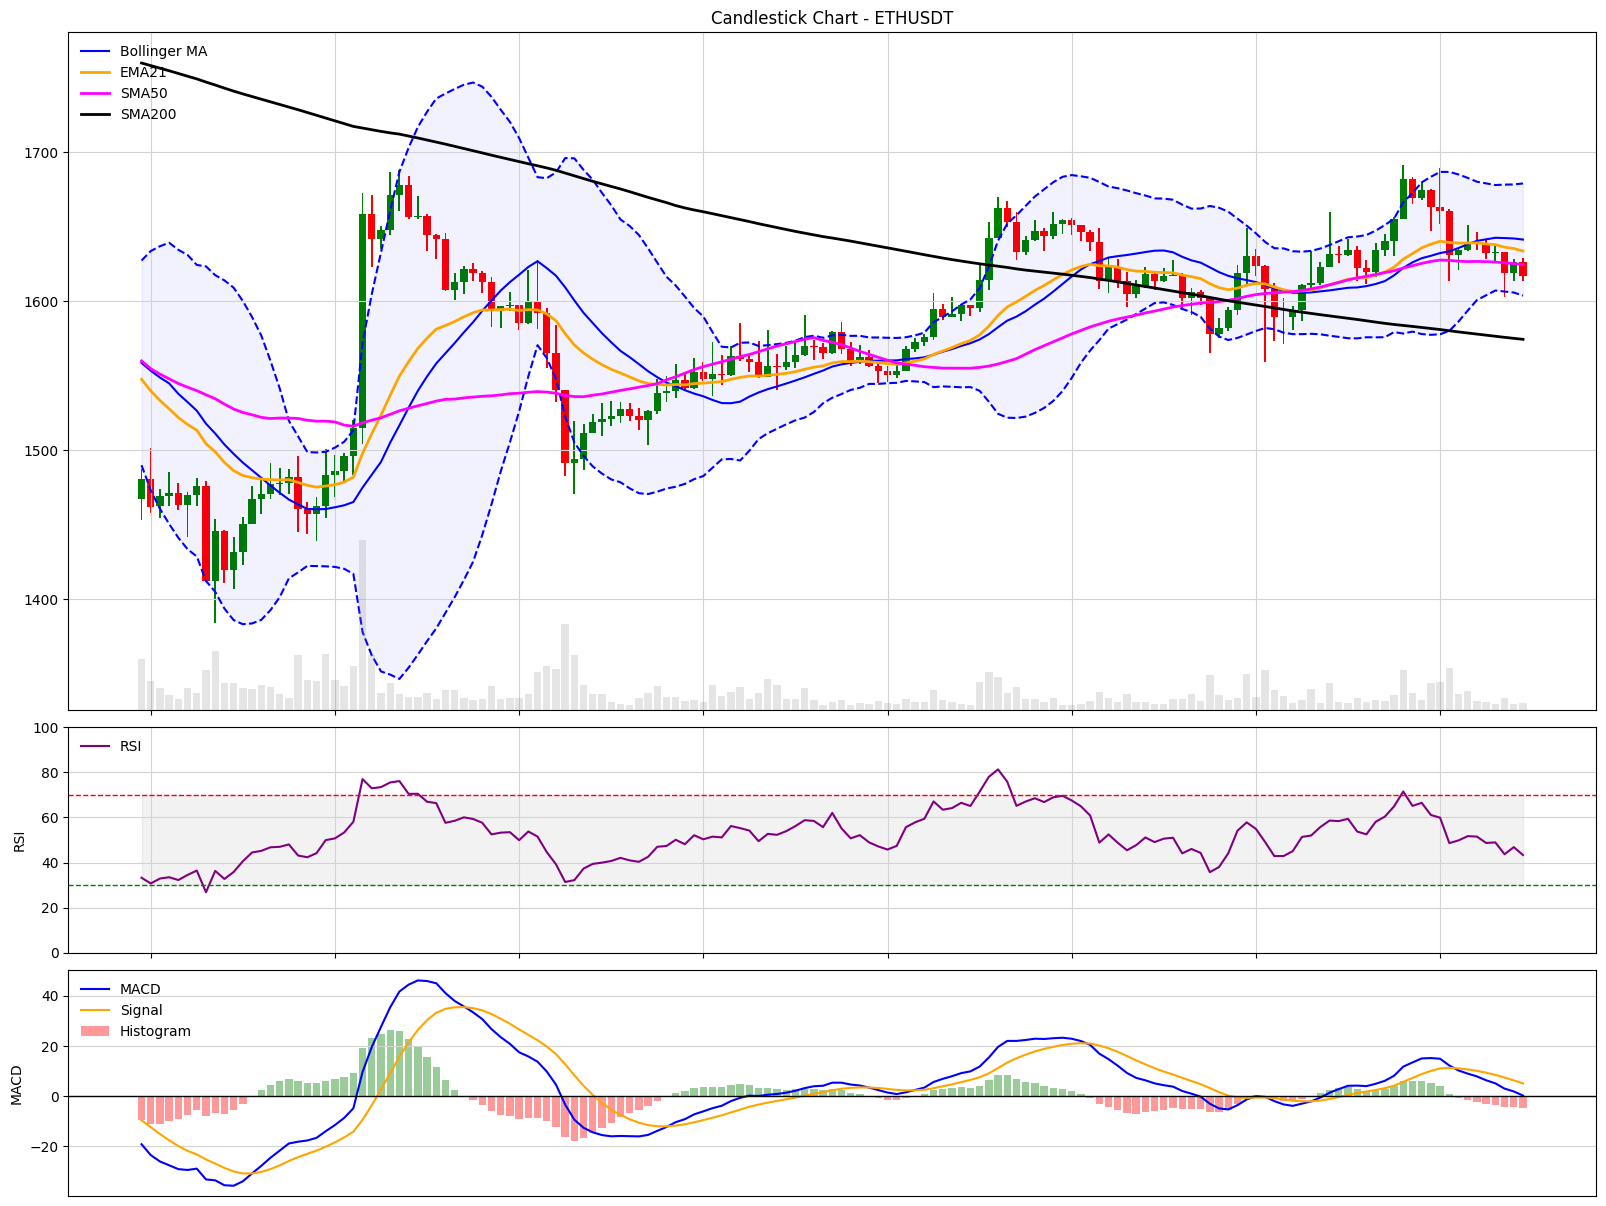 Candlestick Chart - ETHUSDT
Bollinger MA
EMA21
SMA50
SMA200
1700
1600
1500
1400
100
80
60
40
20
0
RSI
RSI
40
20
0
−20
MACD
MACD
Signal
Histogram